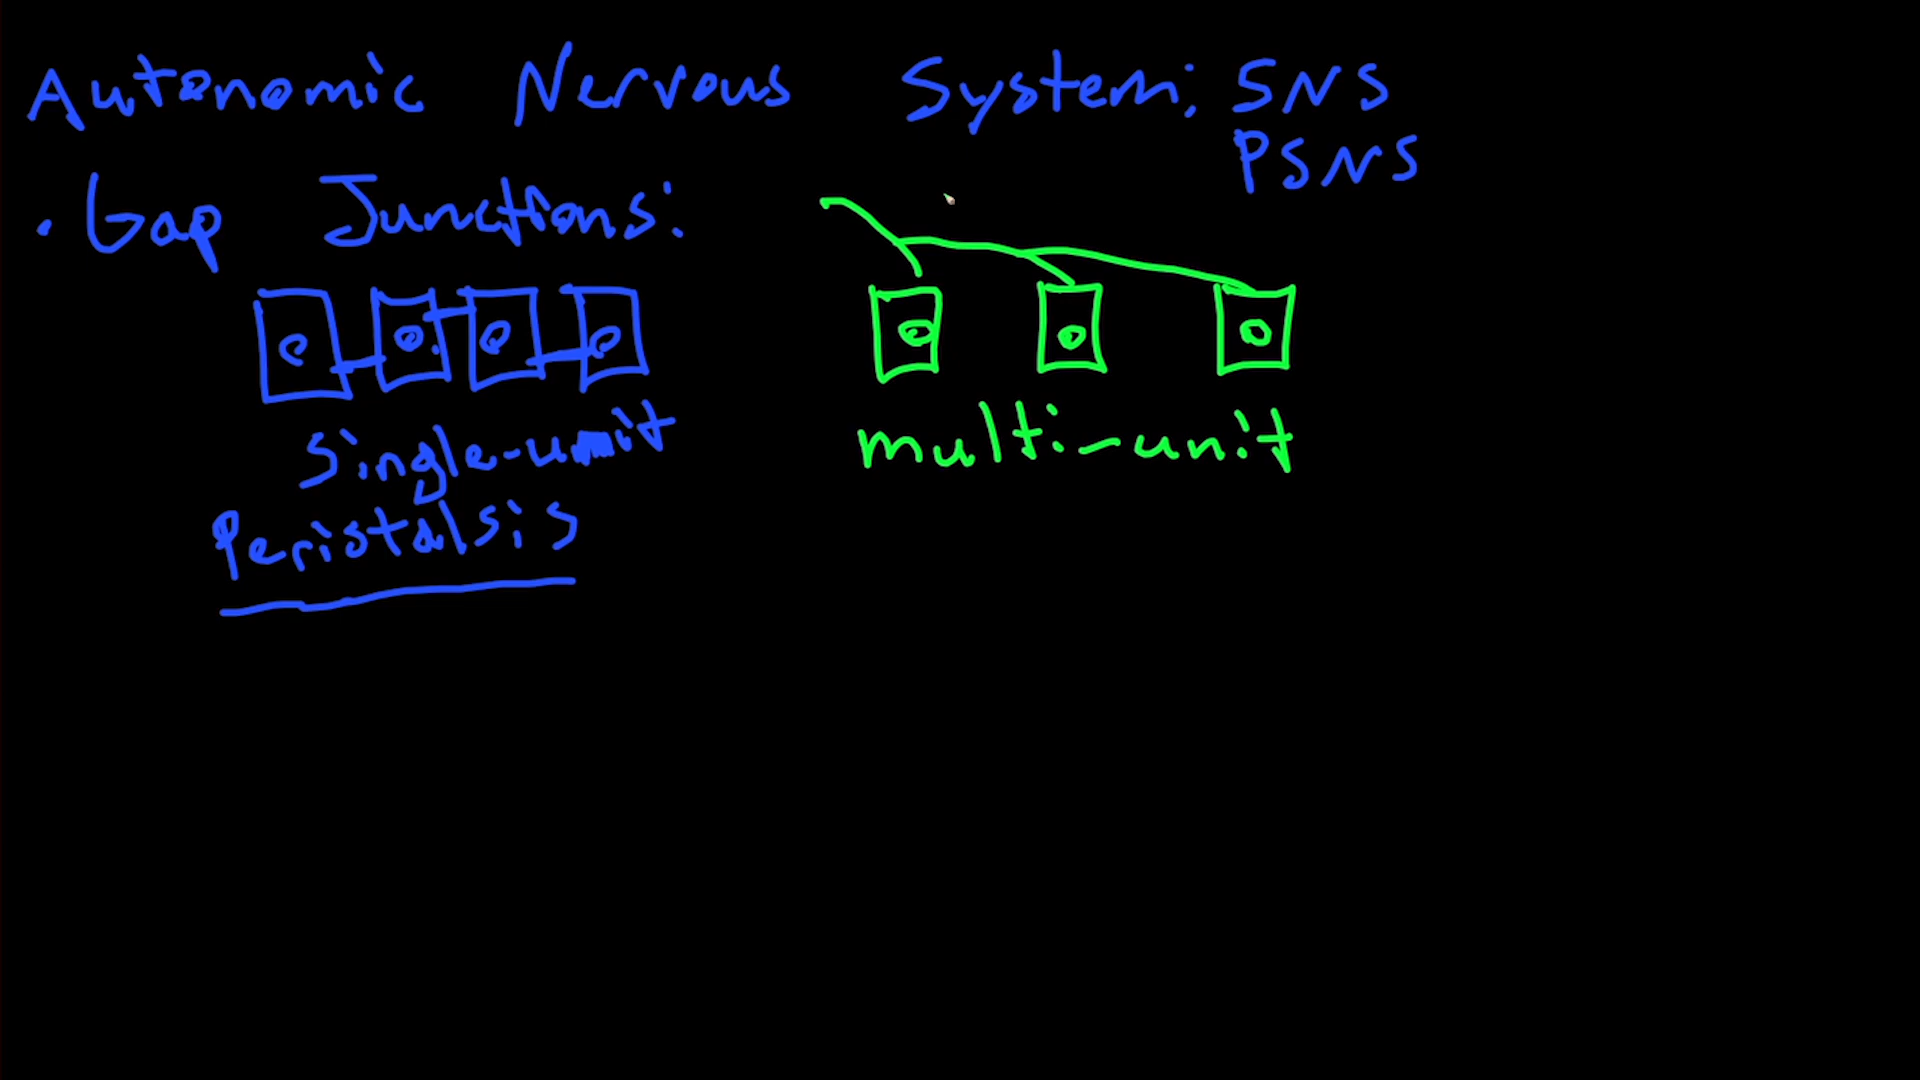 Autonomic Nervous System; SNS
PSNS
. Gap Junctions:
Single-unit
Peristalsis
multi-unit